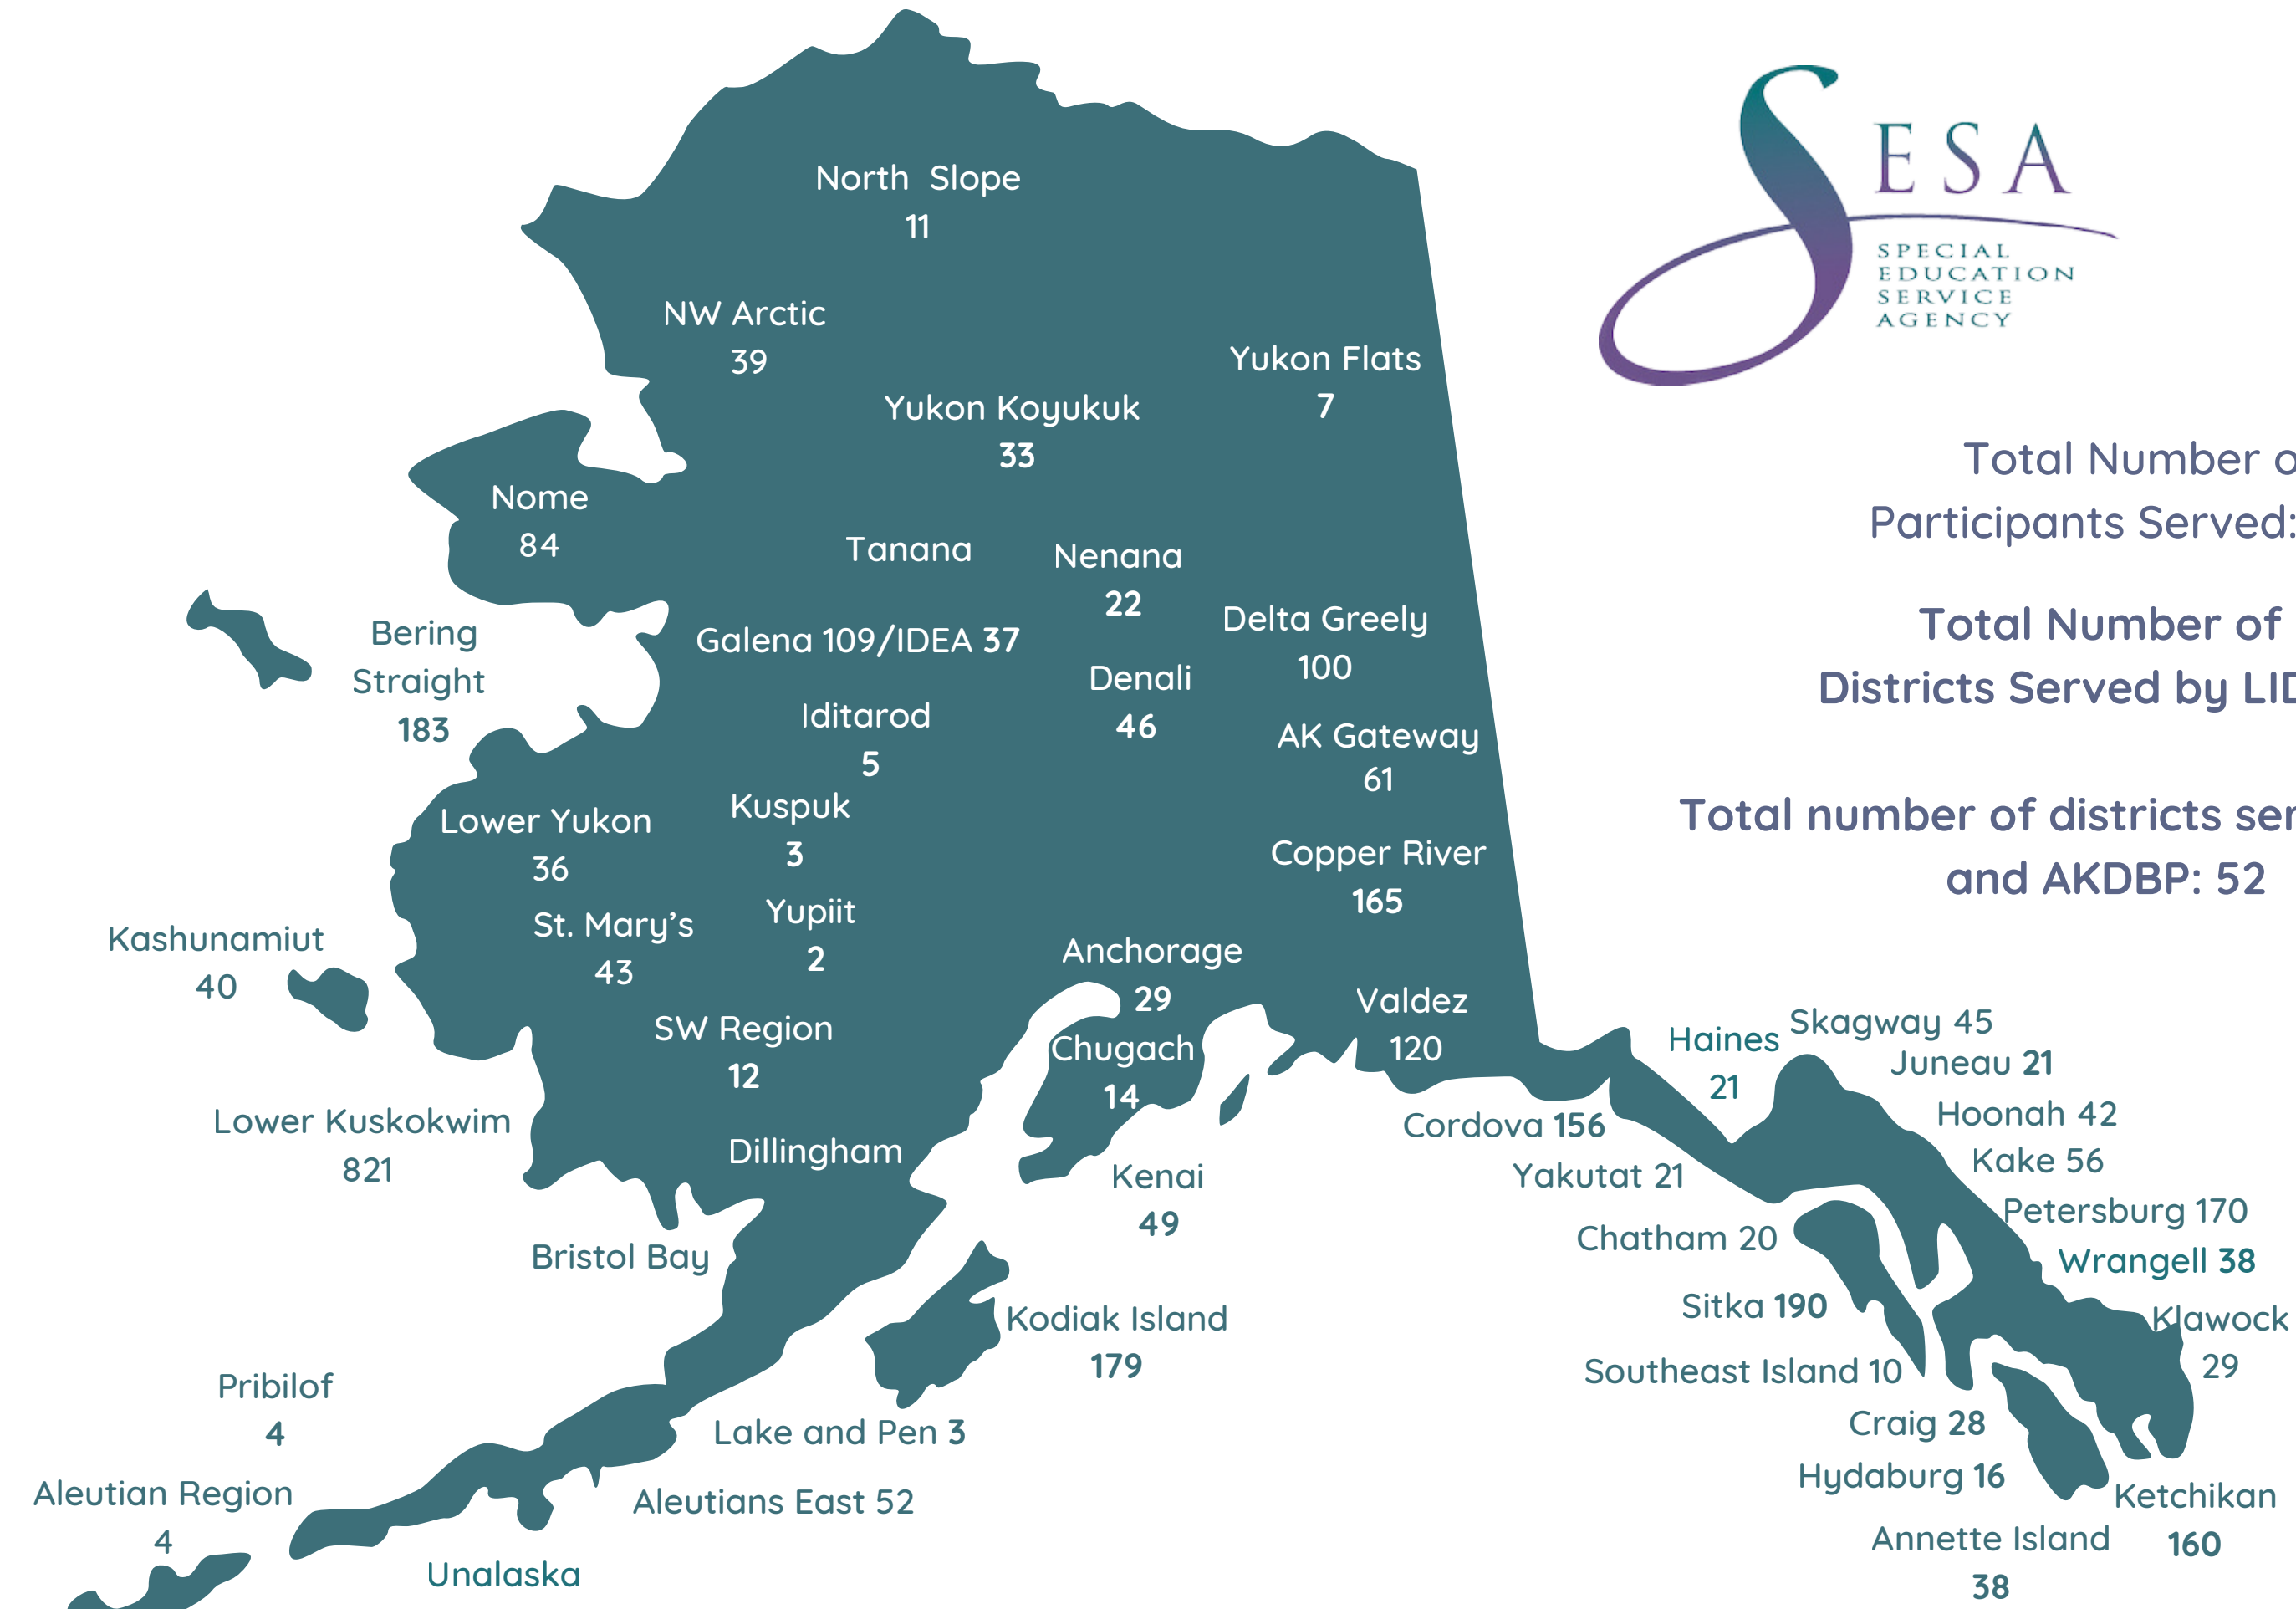 SESA
SPECIAL
EDUCATION
SERVICE
AGENCY
North Slope
11
NW Arctic
39
Yukon Flats
7
Yukon Koyukuk
33
Nome
84
Tanana
Nenana
22
Bering
Straight
183
Galena 109/IDEA 37
Delta Greely
100
Denali
46
Iditarod
5
AK Gateway
61
Lower Yukon
36
Kuspuk
3
Copper River
165
St. Mary's
43
Yupiit
2
Kashunamiut
40
Anchorage
29
Valdez
120
SW Region
12
Chugach
14
Lower Kuskokwim
821
Dillingham
Kenai
49
Bristol Bay
Kodiak Island
179
Pribilof
4
Lake and Pen 3
Aleutian Region
4
Aleutians East 52
Unalaska
Total Number
Participants Served:
Total Number of
Districts Served by
Total number of districts
and AKDBP: 52
Haines
21
Skagway 45
Juneau 21
Hoonah 42
Cordova 156
Kake 56
Yakutat 21
Petersburg 170
Chatham 20
Wrangell 38
Sitka 190
Klawock
29
Southeast Island 10
Craig 28
Hydaburg 16
Ketchikan
160
Annette Island
38